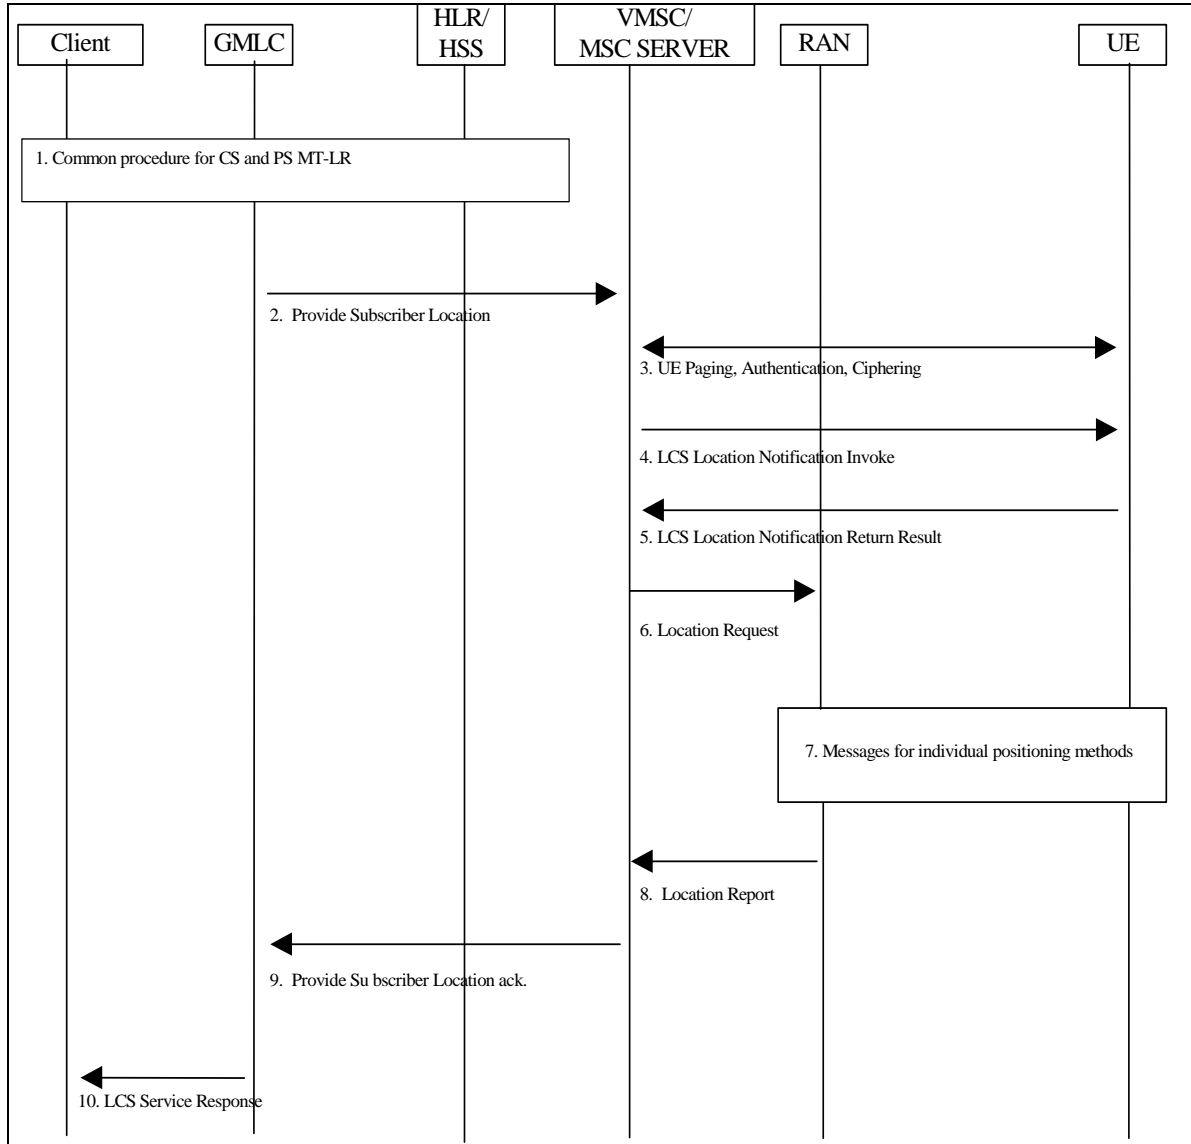 Client
GMLC
HLR/
HSS
VMSC/
MSC SERVER
RAN
UE
1. Common procedure for CS and PS MT-LR
2. Provide Subscriber Location
3. UE Paging, Authentication, Ciphering
4. LCS Location Notification Invoke
5. LCS Location Notification Return Result
6. Location Request
7. Messages for individual positioning methods
8. Location Report
9. Provide Su bscriber Location ack.
10. LCS Service Response